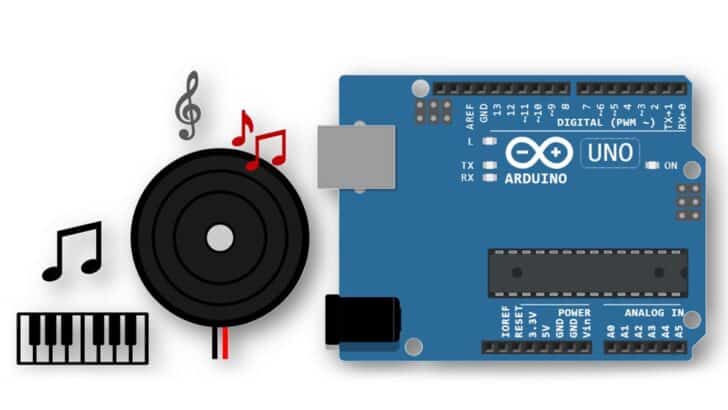 AREF GND 13 12 ~11 ~10 ~9 8 7 ~6 ~5 4 ~3 2 TX→1 RX←0
DIGITAL (PWM ~)
L
TX
RX
ARDUINO
UNO
ON
IOREF RESET 3.3V 5V GND GND Vin
POWER
ANALOG IN
A0 A1 A2 A3 A4 A5